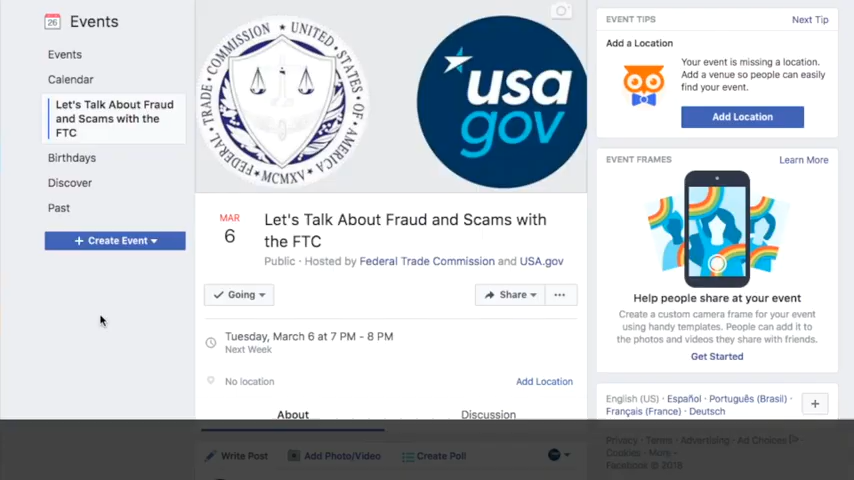 26
Events
Events
Calendar
Let's Talk About Fraud
and Scams with the
FTC
Birthdays
Discover
Past
+ Create Event
FEDERAL TRADE COMMISSION UNITED STATES OF AMERICA
MCMXV
usa
gov
MAR
6
Let's Talk About Fraud and Scams with
the FTC
Public · Hosted by Federal Trade Commission and USA.gov
Going
Share
Tuesday, March 6 at 7 PM - 8 PM
Next Week
No location
Add Location
About
Discussion
Write Post
Add Photo/Video
Create Poll
EVENT TIPS
Next Tip
Add a Location
Your event is missing a location.
Add a venue so people can easily
find your event.
Add Location
EVENT FRAMES
Learn More
Help people share at your event
Create a custom camera frame for your event
using handy templates. People can add it to
the photos and videos they share with friends.
Get Started
English (US) · Español · Português (Brasil) ·
Français (France) · Deutsch
+
Privacy · Terms · Advertising · Ad Choices ·
Cookies · More
Facebook © 2018